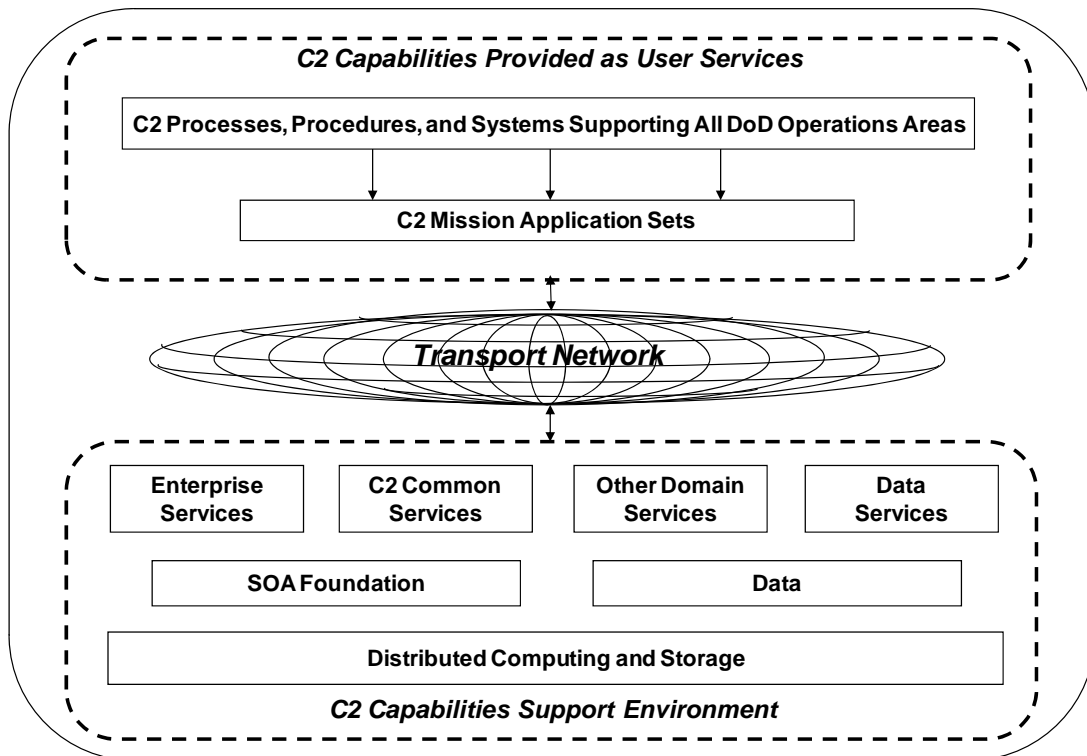 C2 Capabilities Provided as User Services
C2 Processes, Procedures, and Systems Supporting All DoD Operations Areas
C2 Mission Application Sets
Transport Network
Enterprise
Services
C2 Common
Services
Other Domain
Services
Data
Services
SOA Foundation
Data
Distributed Computing and Storage
C2 Capabilities Support Environment